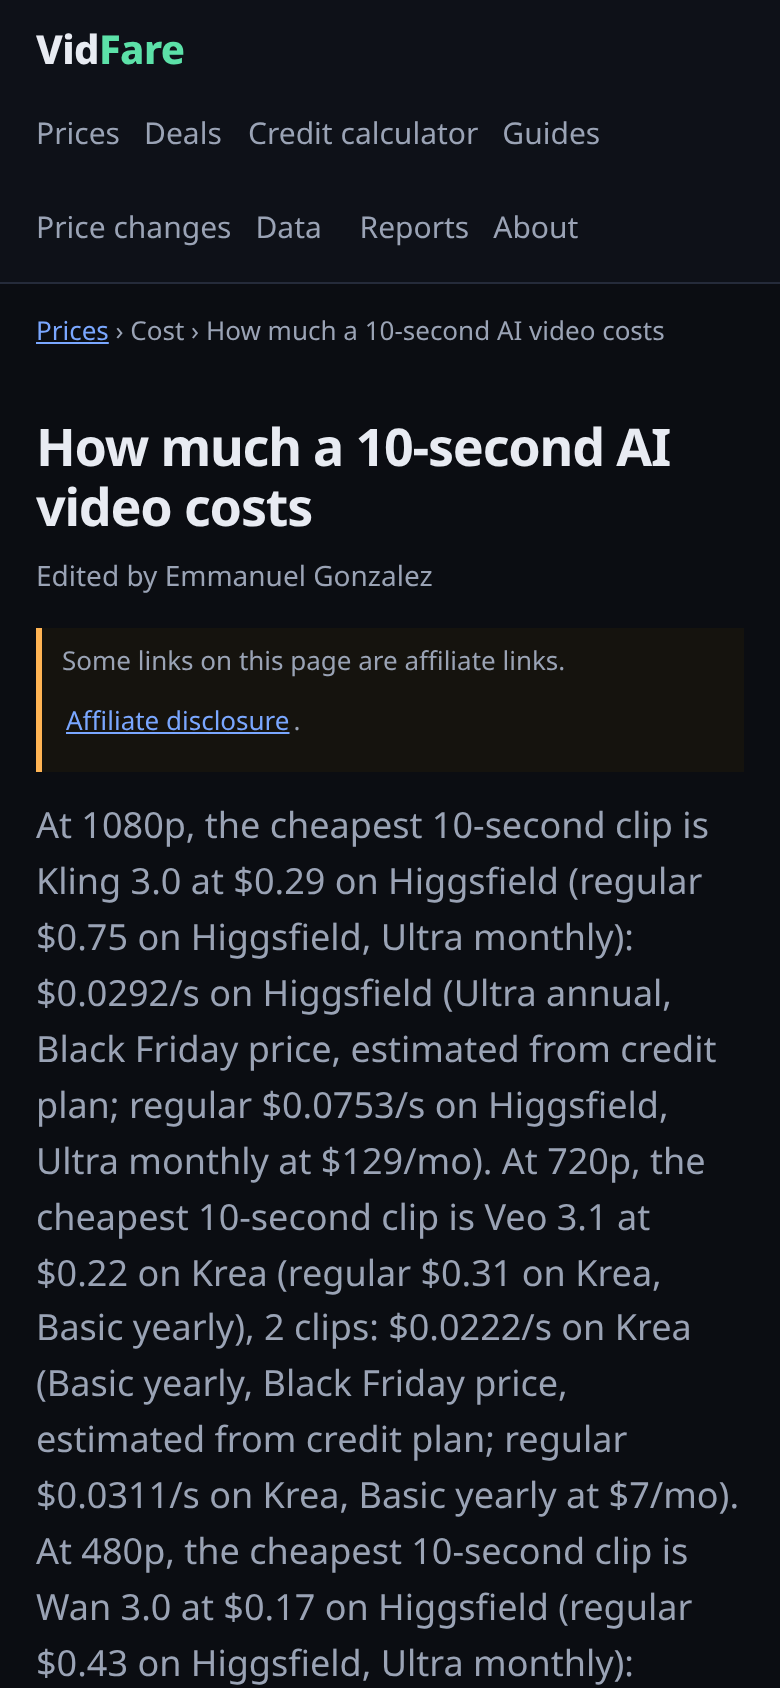 VidFare
Prices Deals Credit calculator Guides
Price changes Data Reports About
Prices › Cost › How much a 10-second AI video costs
How much a 10-second AI
video costs
Edited by Emmanuel Gonzalez
Some links on this page are affiliate links.
Affiliate disclosure.
At 1080p, the cheapest 10-second clip is
Kling 3.0 at $0.29 on Higgsfield (regular
$0.75 on Higgsfield, Ultra monthly):
$0.0292/s on Higgsfield (Ultra annual,
Black Friday price, estimated from credit
plan; regular $0.0753/s on Higgsfield,
Ultra monthly at $129/mo). At 720p, the
cheapest 10-second clip is Veo 3.1 at
$0.22 on Krea (regular $0.31 on Krea,
Basic yearly), 2 clips: $0.0222/s on Krea
(Basic yearly, Black Friday price,
estimated from credit plan; regular
$0.0311/s on Krea, Basic yearly at $7/mo).
At 480p, the cheapest 10-second clip is
Wan 3.0 at $0.17 on Higgsfield (regular
$0.43 on Higgsfield, Ultra monthly):